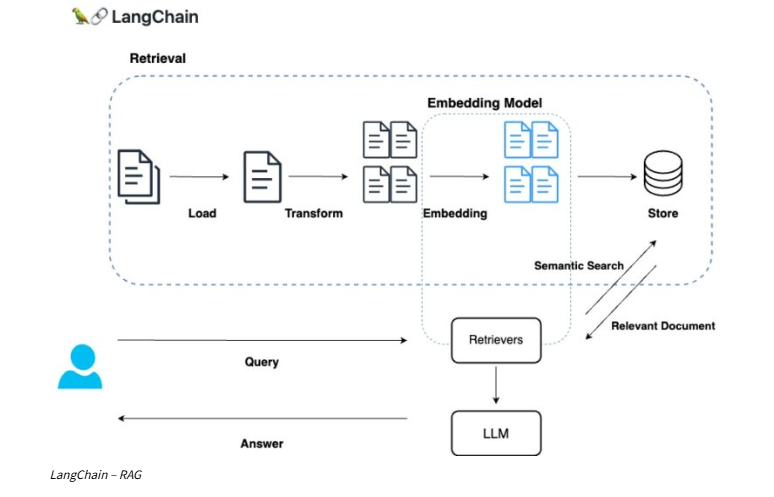 🦜🔗 LangChain
Retrieval
Embedding Model
Load
Transform
Embedding
Store
Semantic Search
Relevant Document
Retrievers
Query
LLM
Answer
LangChain – RAG